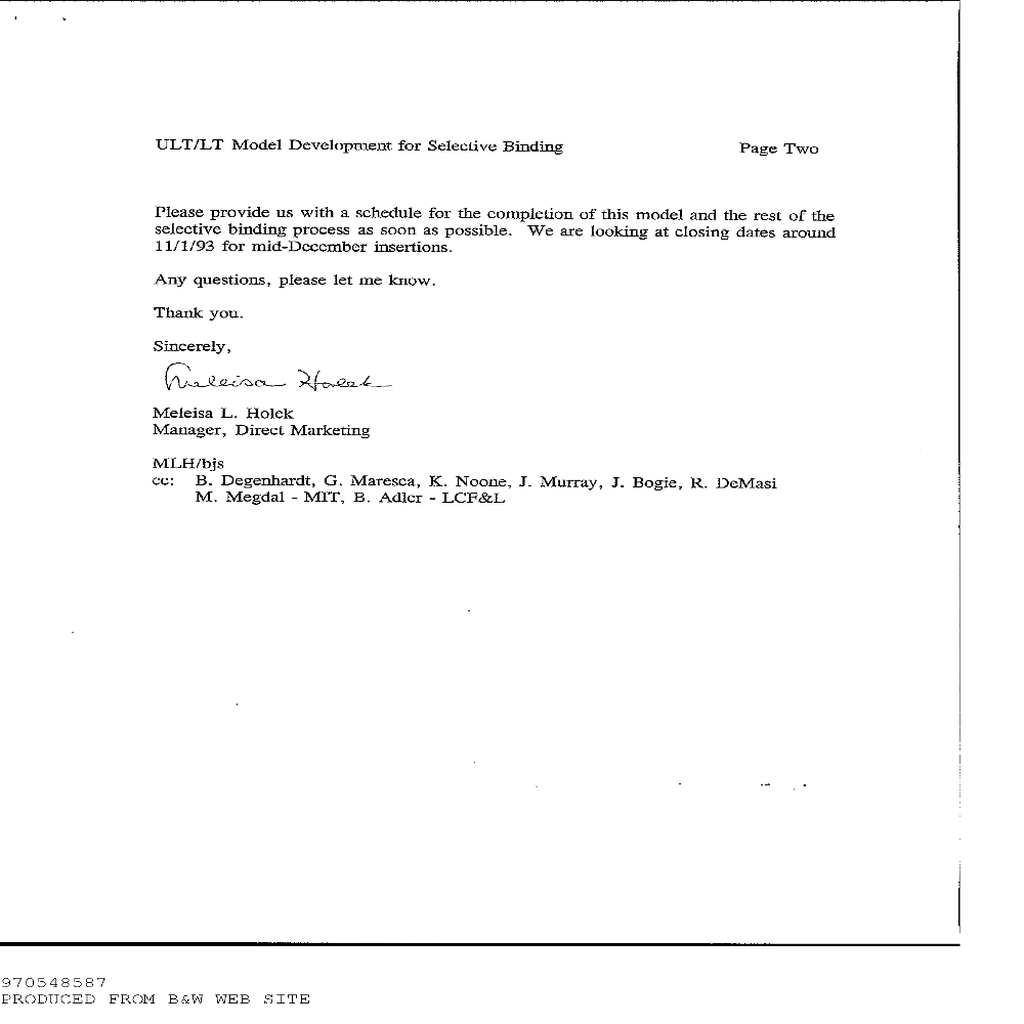 ULT/LT Model Development for Selective Binding Page Two
Please provide us with a schedule for the completion of this model and the rest of the
selective binding process as soon as possible. We are looking at closing dates around
11/1/93 for mid-December insertions.
Any questions, please let me know.
Thank you.
Sincerely,
Meleisa Holek
Meleisa L. Holek
Manager, Direct Marketing
MLH/bjs
cc: B. Degenhardt, G. Maresca, K. Noone, J. Murray, J. Bogie, R. DeMasi
M. Megdal - MIT, B. Adler - LCF&L
970548587
PRODUCED FROM B&W WEB SITE